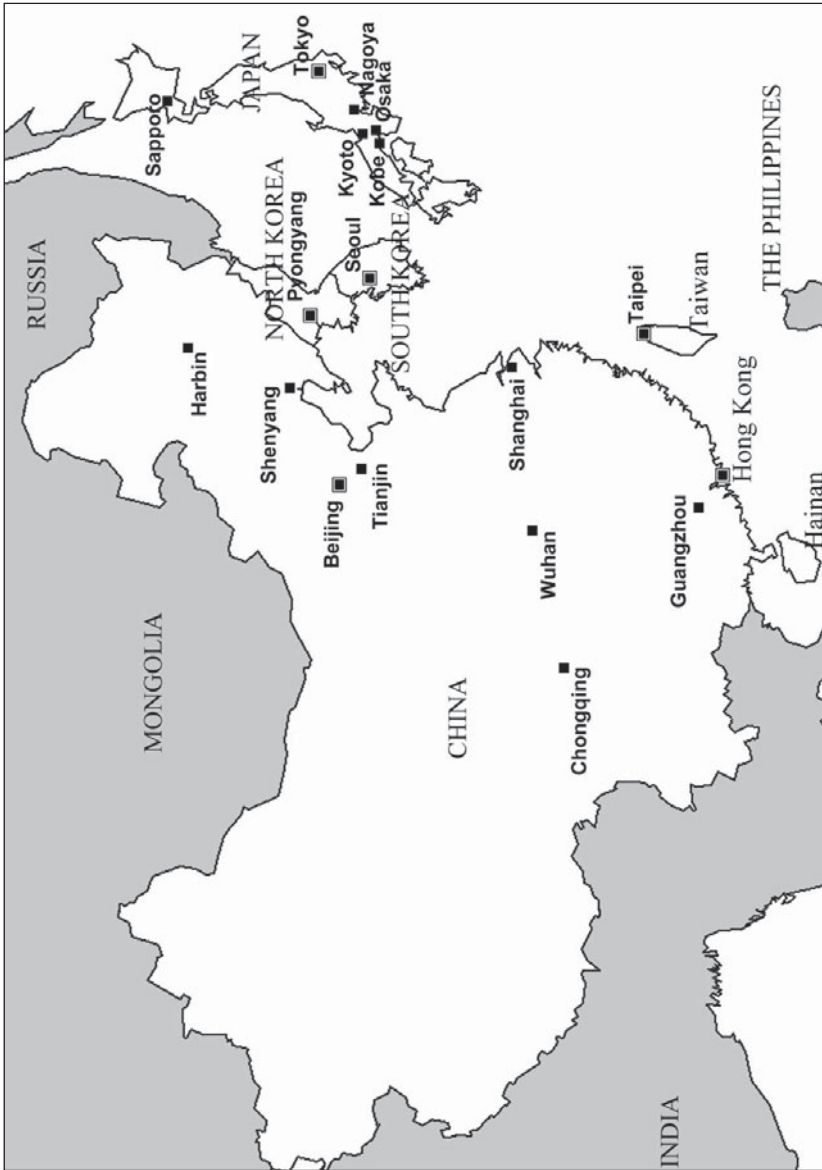 RUSSIA
MONGOLIA
Harbin
Sapporo
JAPAN
NORTH KOREA
Pyongyang
Tokyo
Shenyang
Beijing
Tianjin
Seoul
SOUTH KOREA
Kyoto
Kobe
Nagoya
Osaka
CHINA
Wuhan
Shanghai
Chongqing
Taipei
Taiwan
Guangzhou
Hong Kong
Hainan
THE PHILIPPINES
INDIA